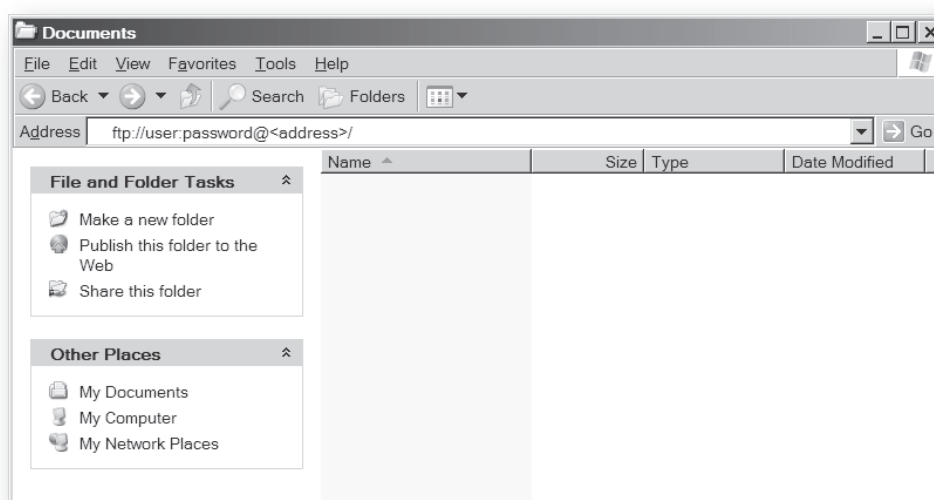 Documents
File Edit View Favorites Tools Help
Back Search Folders
Address ftp://user:password@<address>/ Go
Name Size Type Date Modified
File and Folder Tasks
Make a new folder
Publish this folder to the
Web
Share this folder
Other Places
My Documents
My Computer
My Network Places